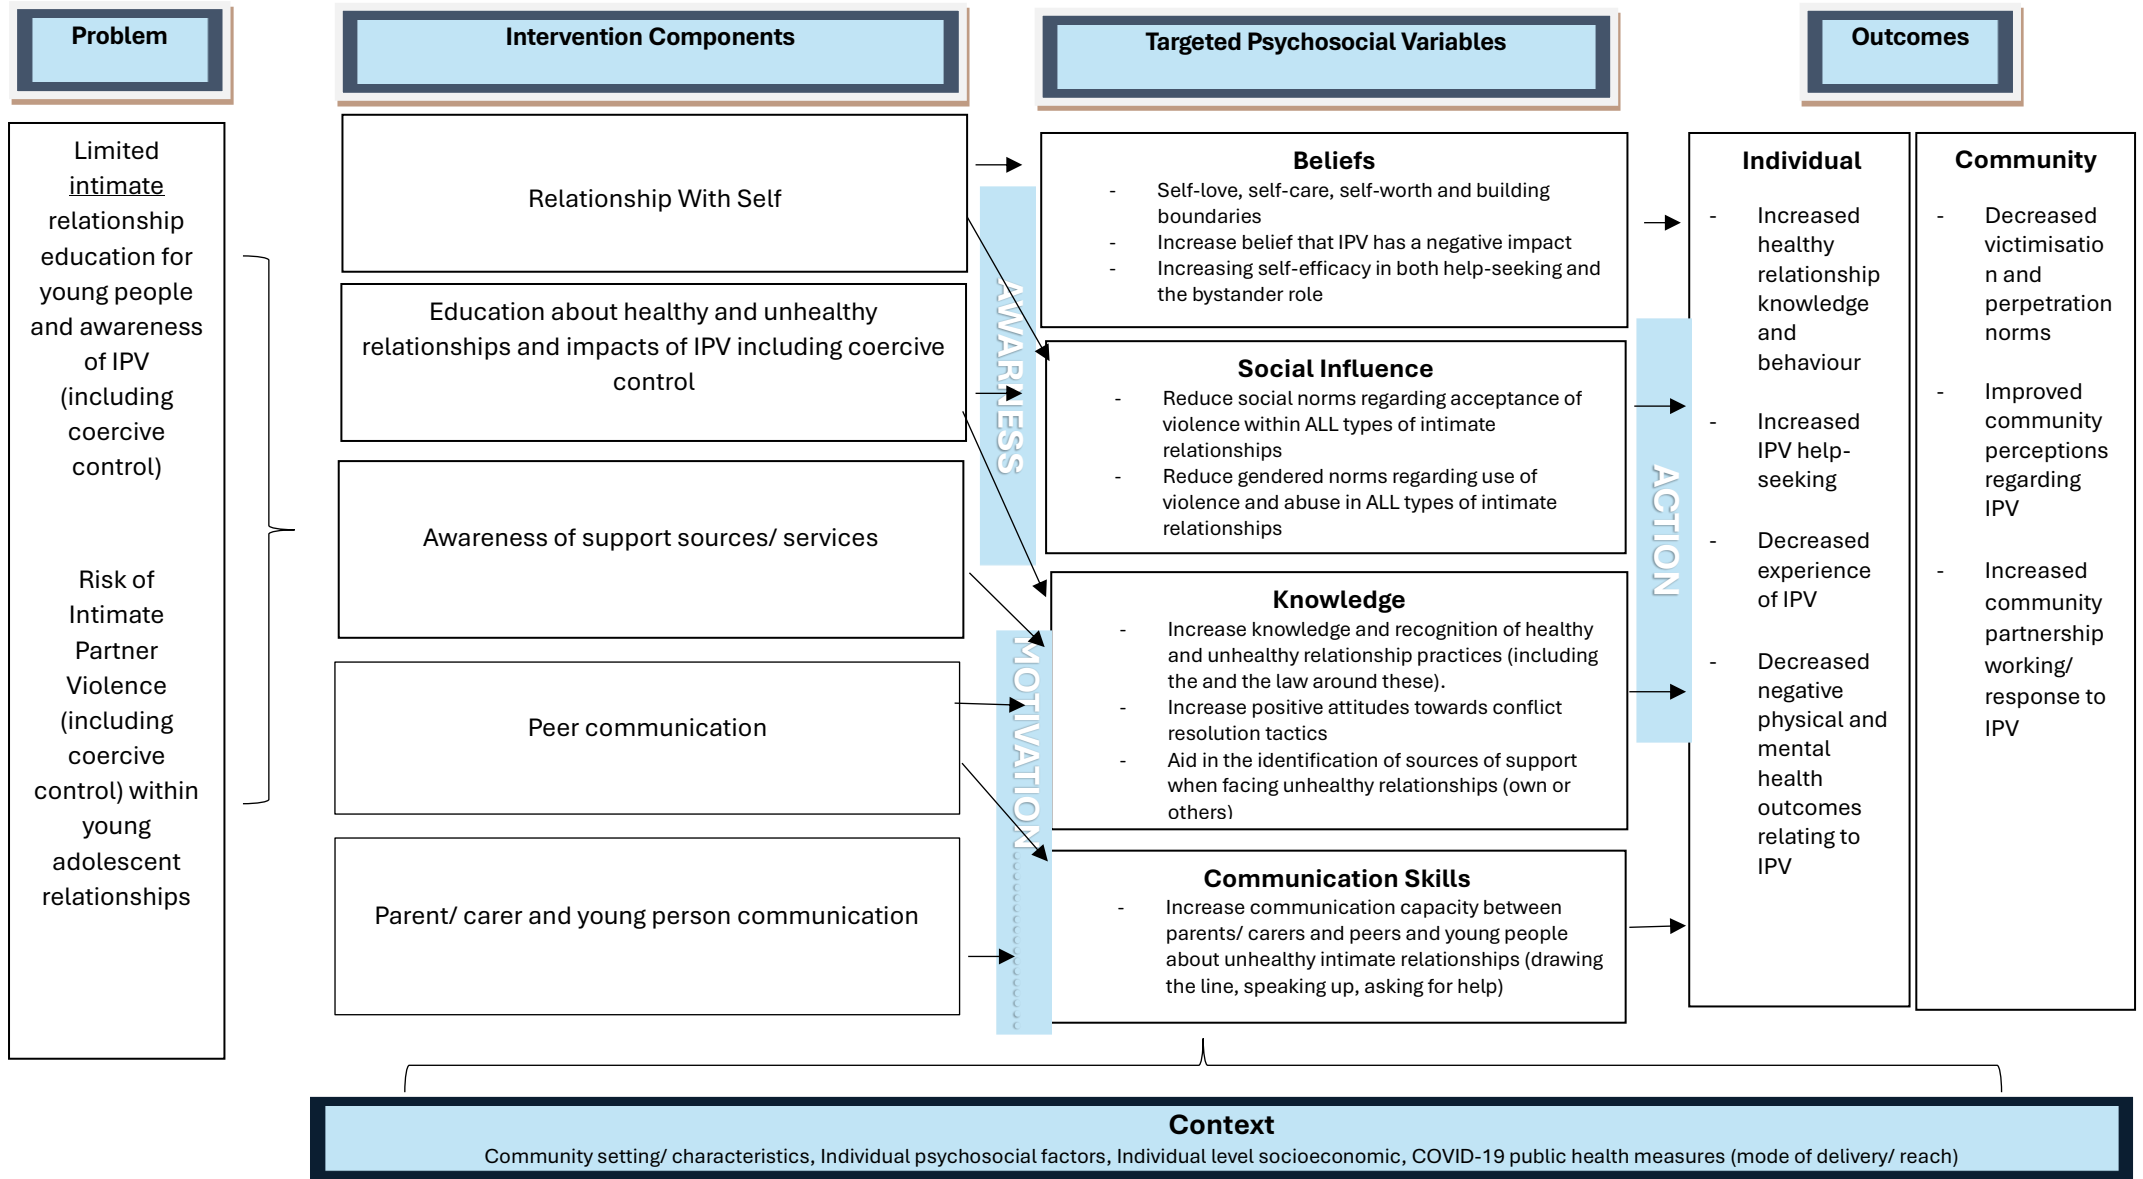 Problem
Intervention Components
Targeted Psychosocial Variables
Outcomes
Limited
intimate
relationship
education for
young people
and awareness
of IPV
(including
coercive
control)
Risk of
Intimate
Partner
Violence
(including
coercive
control) within
young
adolescent
relationships
Relationship With Self
Education about healthy and unhealthy
relationships and impacts of IPV including coercive
control
Awareness of support sources/ services
Peer communication
Parent/ carer and young person communication
AWARNESS
MOTIVATION
Beliefs
- Self-love, self-care, self-worth and building
boundaries
- Increase belief that IPV has a negative impact
- Increasing self-efficacy in both help-seeking and
the bystander role
Social Influence
- Reduce social norms regarding acceptance of
violence within ALL types of intimate
relationships
- Reduce gendered norms regarding use of
violence and abuse in ALL types of intimate
relationships
Knowledge
- Increase knowledge and recognition of healthy
and unhealthy relationship practices (including
the and the law around these).
- Increase positive attitudes towards conflict
resolution tactics
- Aid in the identification of sources of support
when facing unhealthy relationships (own or
others)
Communication Skills
- Increase communication capacity between
parents/ carers and peers and young people
about unhealthy intimate relationships (drawing
the line, speaking up, asking for help)
ACTION
Individual
- Increased
healthy
relationship
knowledge
and
behaviour
- Increased
IPV help-
seeking
- Decreased
experience
of IPV
- Decreased
negative
physical and
mental
health
outcomes
relating to
IPV
Community
- Decreased
victimisatio
n and
perpetration
norms
- Improved
community
perceptions
regarding
IPV
- Increased
community
partnership
working/
response to
IPV
Context
Community setting/ characteristics, Individual psychosocial factors, Individual level socioeconomic, COVID-19 public health measures (mode of delivery/ reach)